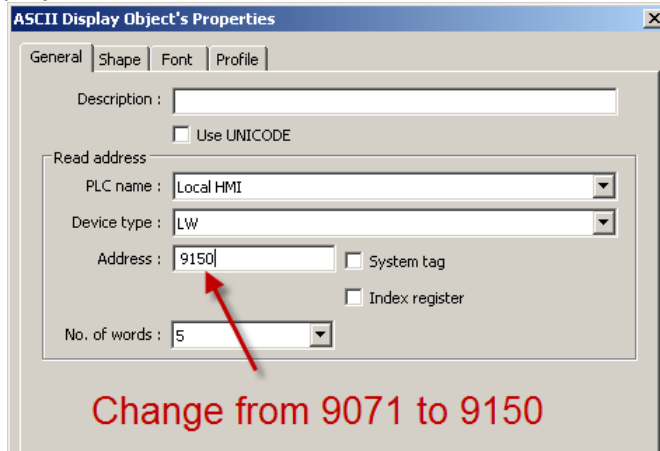 ASCII Display Object's Properties
General Shape Font Profile
Description :
Use UNICODE
Read address
PLC name : Local HMI
Device type : LW
Address : 9150 System tag
Index register
No. of words : 5
Change from 9071 to 9150